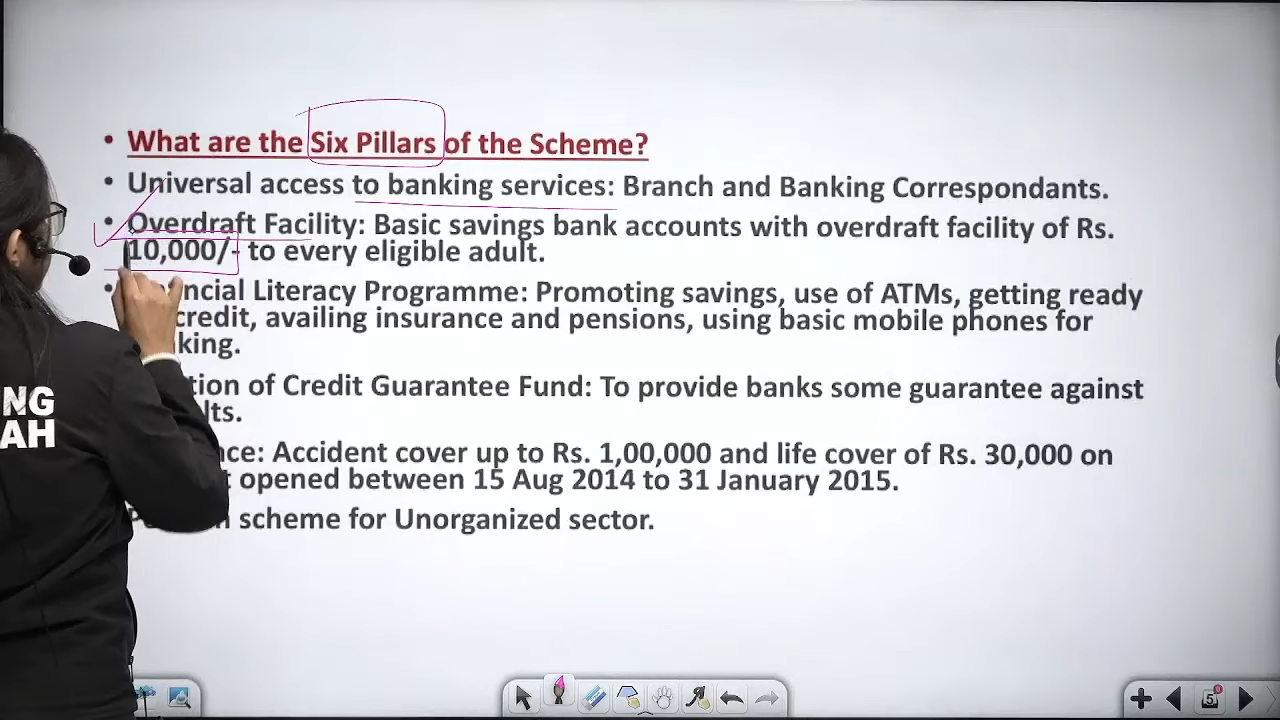 • What are the Six Pillars of the Scheme?
• Universal access to banking services: Branch and Banking Correspondants.
• Overdraft Facility: Basic savings bank accounts with overdraft facility of Rs.
10,000/- to every eligible adult.
• ncial Literacy Programme: Promoting savings, use of ATMs, getting ready
credit, availing insurance and pensions, using basic mobile phones for
king.
tion of Credit Guarantee Fund: To provide banks some guarantee against
lts.
nce: Accident cover up to Rs. 1,00,000 and life cover of Rs. 30,000 on
t opened between 15 Aug 2014 to 31 January 2015.
scheme for Unorganized sector.
NG
AH
5